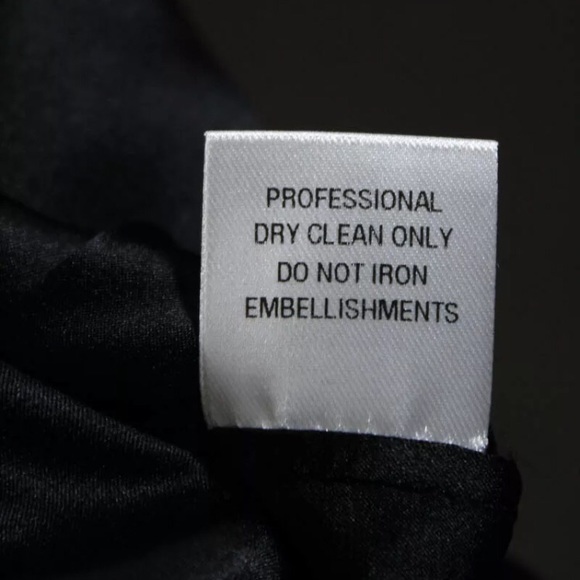 PROFESSIONAL
DRY CLEAN ONLY
DO NOT IRON
EMBELLISHMENTS